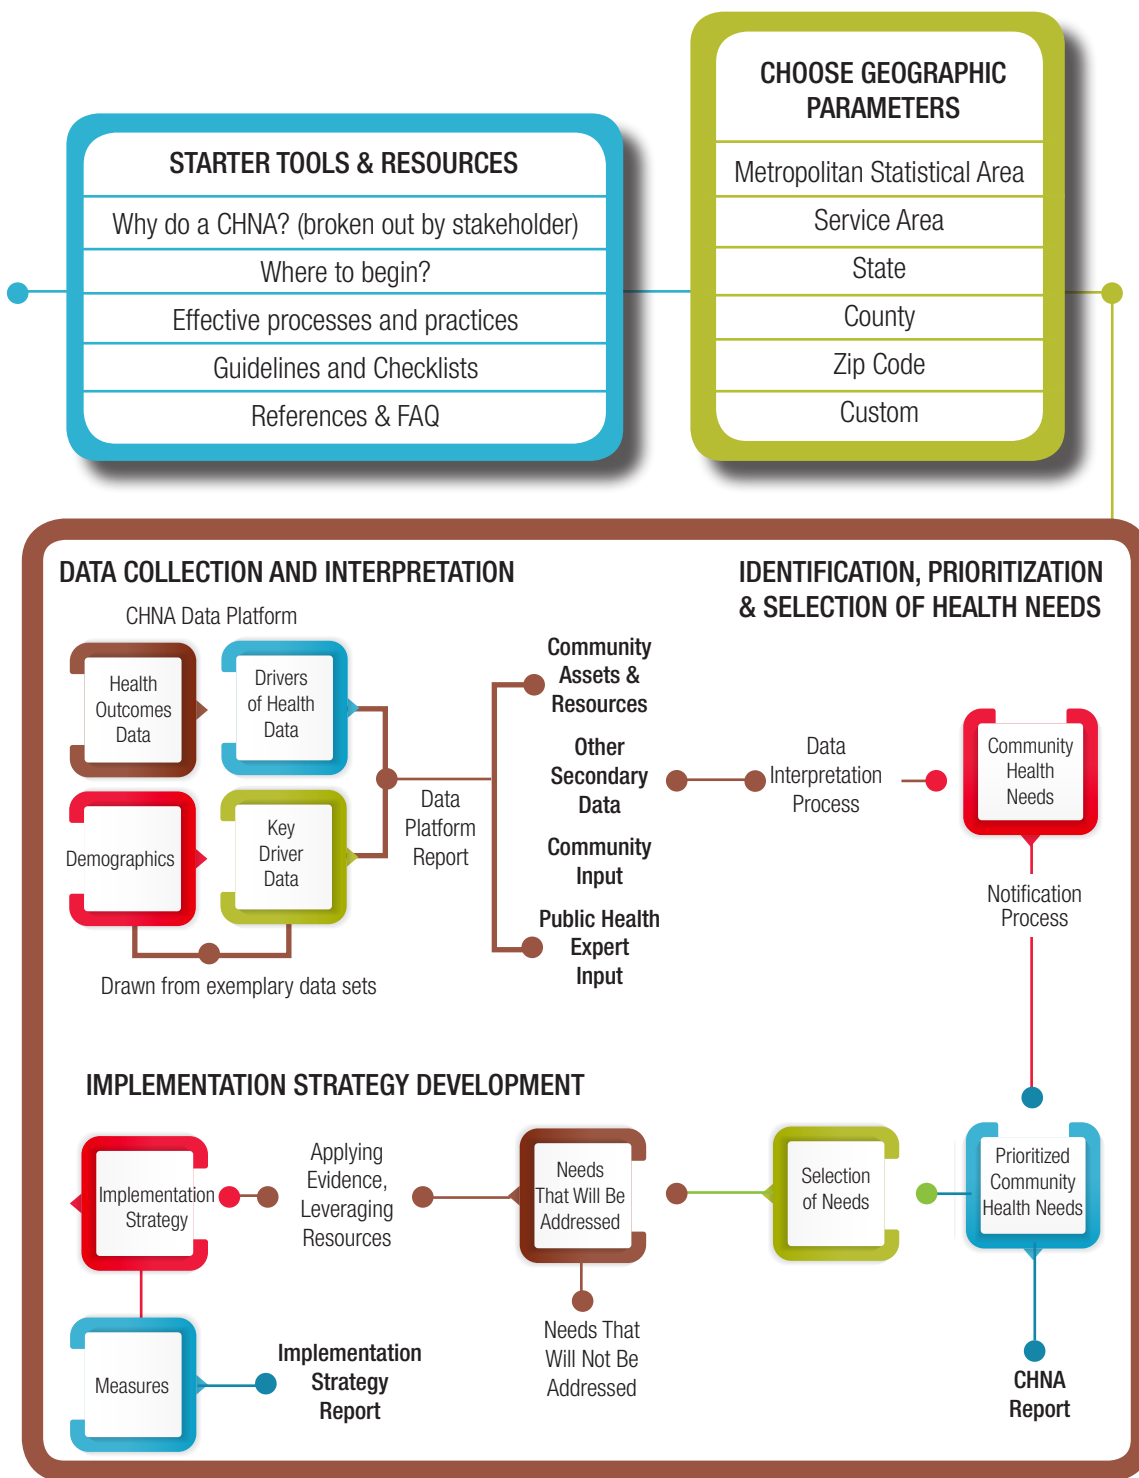 STARTER TOOLS & RESOURCES
Why do a CHNA? (broken out by stakeholder)
Where to begin?
Effective processes and practices
Guidelines and Checklists
References & FAQ
CHOOSE GEOGRAPHIC
PARAMETERS
Metropolitan Statistical Area
Service Area
State
County
Zip Code
Custom
DATA COLLECTION AND INTERPRETATION
CHNA Data Platform
Health
Outcomes
Data
Drivers
of Health
Data
Demographics
Key
Driver
Data
Drawn from exemplary data sets
Data
Platform
Report
Community
Assets &
Resources
Other
Secondary
Data
Community
Input
Public Health
Expert
Input
Data
Interpretation
Process
IDENTIFICATION, PRIORITIZATION
& SELECTION OF HEALTH NEEDS
Community
Health
Needs
Notification
Process
Prioritized
Community
Health Needs
CHNA
Report
Selection
of Needs
IMPLEMENTATION STRATEGY DEVELOPMENT
Needs
That Will Be
Addressed
Needs That
Will Not Be
Addressed
Applying
Evidence,
Leveraging
Resources
Implementation
Strategy
Measures
Implementation
Strategy
Report